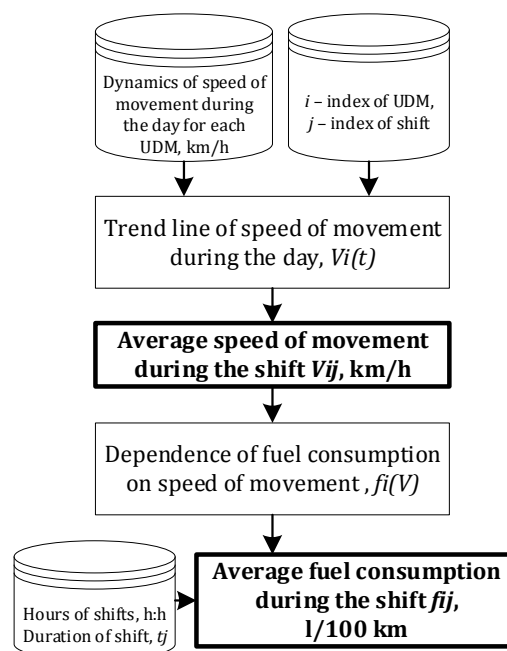 Dynamics of speed of
movement during
the day for each
UDM, km/h
i – index of UDM,
j – index of shift
Trend line of speed of movement
during the day, Vi(t)
Average speed of movement
during the shift Vij, km/h
Dependence of fuel consumption
on speed of movement , fi(V)
Hours of shifts, h:h
Duration of shift, tj
Average fuel consumption
during the shift fij,
l/100 km